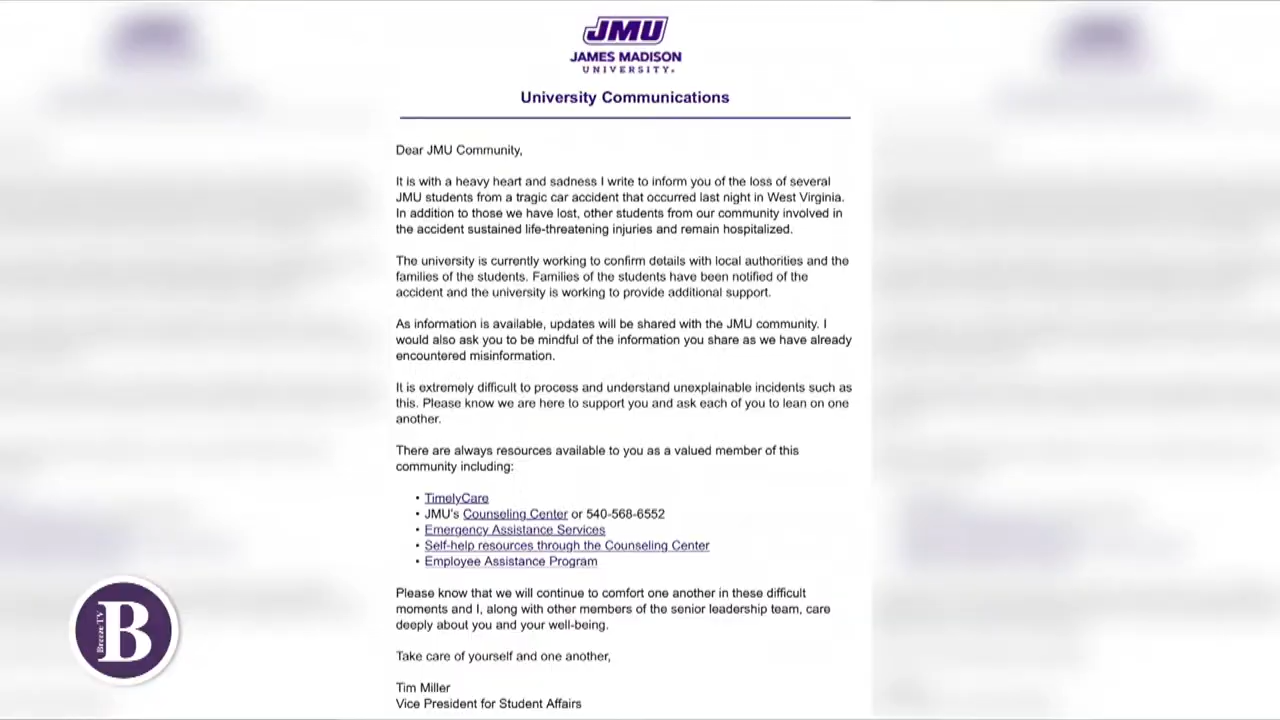 JMU
JAMES MADISON
UNIVERSITY.
University Communications
Dear JMU Community,
It is with a heavy heart and sadness I write to inform you of the loss of several
JMU students from a tragic car accident that occurred last night in West Virginia.
In addition to those we have lost, other students from our community involved in
the accident sustained life-threatening injuries and remain hospitalized.
The university is currently working to confirm details with local authorities and the
families of the students. Families of the students have been notified of the
accident and the university is working to provide additional support.
As information is available, updates will be shared with the JMU community. I
would also ask you to be mindful of the information you share as we have already
encountered misinformation.
It is extremely difficult to process and understand unexplainable incidents such as
this. Please know we are here to support you and ask each of you to lean on one
another.
There are always resources available to you as a valued member of this
community including:
• TimelyCare
• JMU's Counseling Center or 540-568-6552
• Emergency Assistance Services
• Self-help resources through the Counseling Center
• Employee Assistance Program
Please know that we will continue to comfort one another in these difficult
moments and I, along with other members of the senior leadership team, care
deeply about you and your well-being.
Take care of yourself and one another,
Tim Miller
Vice President for Student Affairs
Breeze TV
B